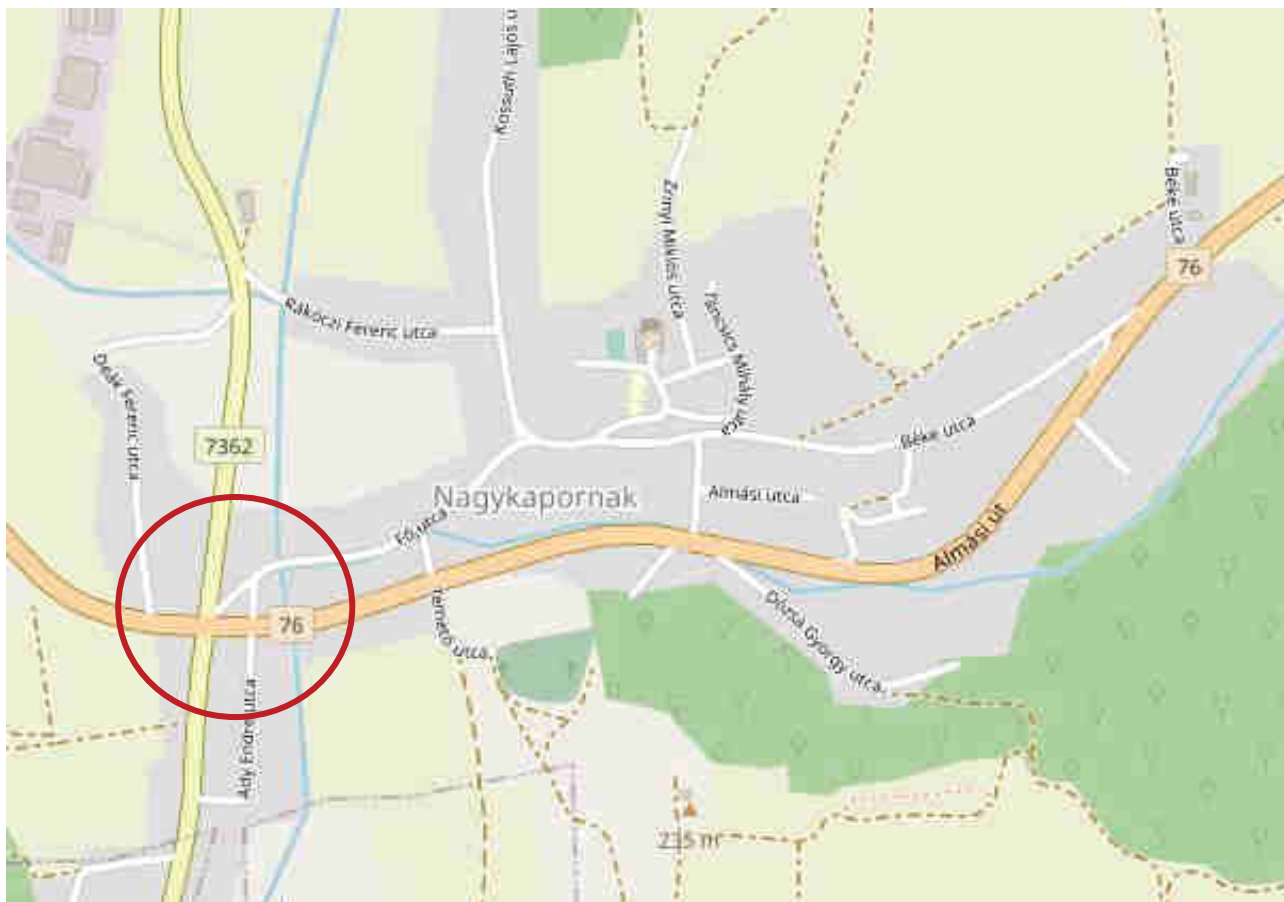 Kossuth Lajos u
Zrínyi Miklós utca
Béke utca
76
Táncsics Mihály utca
Rákóczi Ferenc utca
Deák Ferenc utca
7362
Béke utca
Nagykapornak
Almási utca
Fő utca
Almási út
76
Temető utca
Dózsa György utca
Ady Endre utca
235 m